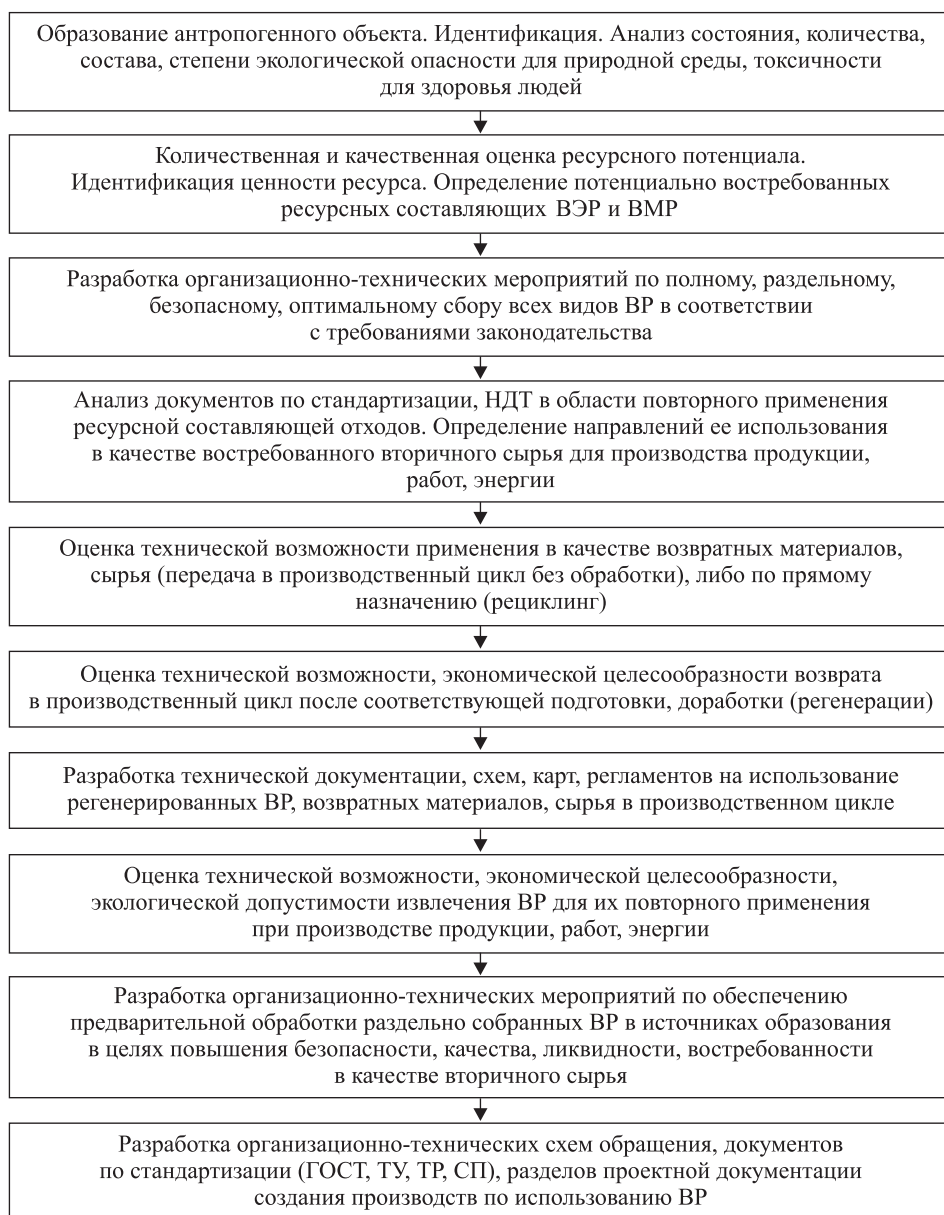 Образование антропогенного объекта. Идентификация. Анализ состояния, количества,
состава, степени экологической опасности для природной среды, токсичности
для здоровья людей
Количественная и качественная оценка ресурсного потенциала.
Идентификация ценности ресурса. Определение потенциально востребованных
ресурсных составляющих ВЭР и ВМР
Разработка организационно-технических мероприятий по полному, раздельному,
безопасному, оптимальному сбору всех видов ВР в соответствии
с требованиями законодательства
Анализ документов по стандартизации, НДТ в области повторного применения
ресурсной составляющей отходов. Определение направлений ее использования
в качестве востребованного вторичного сырья для производства продукции,
работ, энергии
Оценка технической возможности применения в качестве возвратных материалов,
сырья (передача в производственный цикл без обработки), либо по прямому
назначению (рециклинг)
Оценка технической возможности, экономической целесообразности возврата
в производственный цикл после соответствующей подготовки, доработки (регенерации)
Разработка технической документации, схем, карт, регламентов на использование
регенерированных ВР, возвратных материалов, сырья в производственном цикле
Оценка технической возможности, экономической целесообразности,
экологической допустимости извлечения ВР для их повторного применения
при производстве продукции, работ, энергии
Разработка организационно-технических мероприятий по обеспечению
предварительной обработки раздельно собранных ВР в источниках образования
в целях повышения безопасности, качества, ликвидности, востребованности
в качестве вторичного сырья
Разработка организационно-технических схем обращения, документов
по стандартизации (ГОСТ, ТУ, ТР, СП), разделов проектной документации
создания производств по использованию ВР